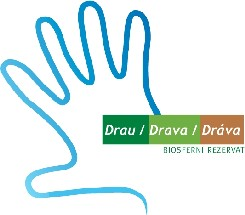 Drau / Drava / Dráva
BIOSFERNI REZERVAT